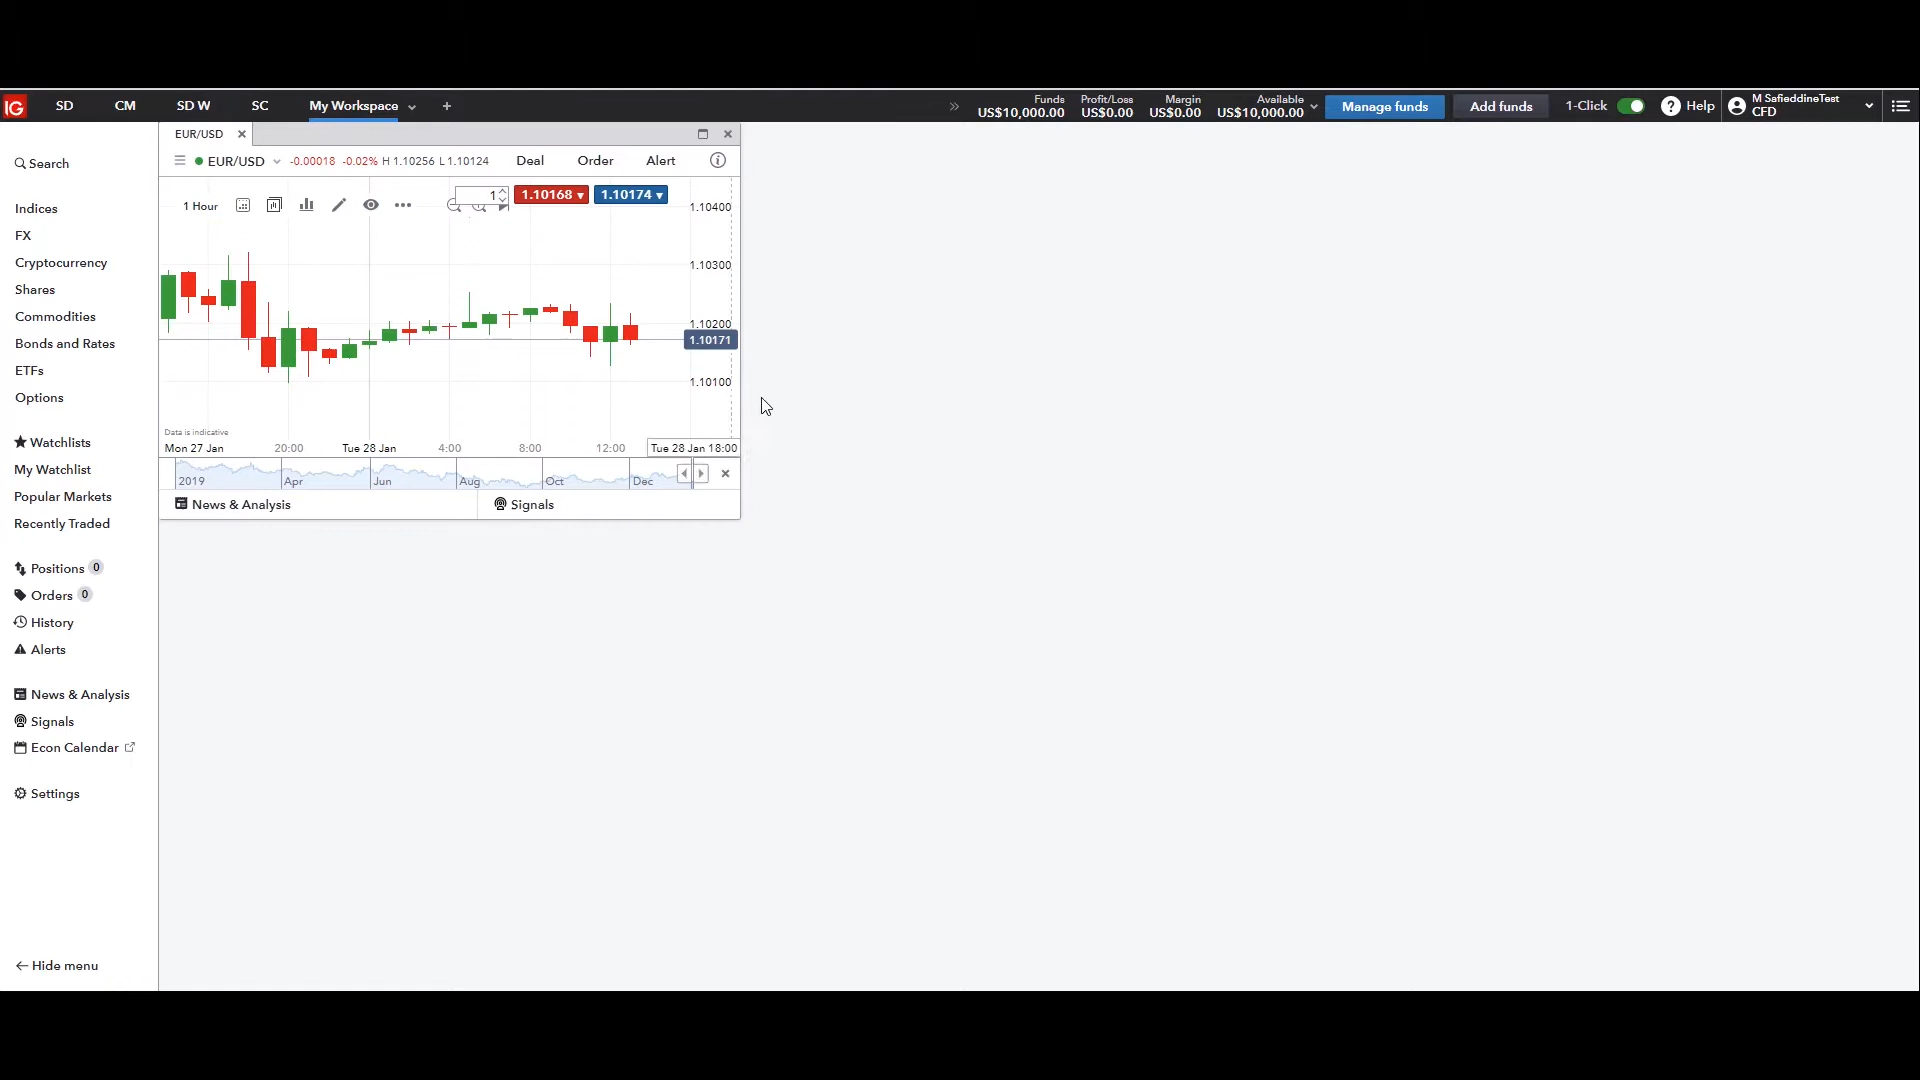 IG SD CM SD W SC My Workspace + » Funds US$10,000.00 Profit/Loss US$0.00 Margin US$0.00 Available US$10,000.00 Manage funds Add funds 1-Click ? Help M SafieddineTest CFD
EUR/USD
EUR/USD -0.00018 -0.02% H 1.10256 L 1.10124 Deal Order Alert
1 Hour 1 1.10168 1.10174
1.10400
1.10300
1.10200
1.10171
1.10100
Data is indicative
Mon 27 Jan 20:00 Tue 28 Jan 4:00 8:00 12:00 Tue 28 Jan 18:00
2019 Apr Jun Aug Oct Dec
News & Analysis Signals
Search
Indices
FX
Cryptocurrency
Shares
Commodities
Bonds and Rates
ETFs
Options
Watchlists
My Watchlist
Popular Markets
Recently Traded
Positions 0
Orders 0
History
Alerts
News & Analysis
Signals
Econ Calendar
Settings
Hide menu